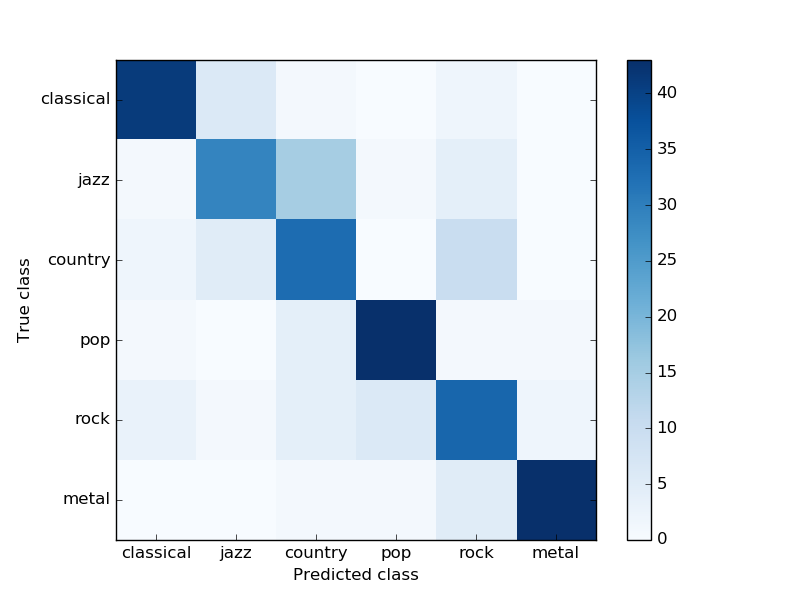 classical
jazz
country
pop
rock
metal
True class
classical jazz country pop rock metal
Predicted class
40
35
30
25
20
15
10
5
0